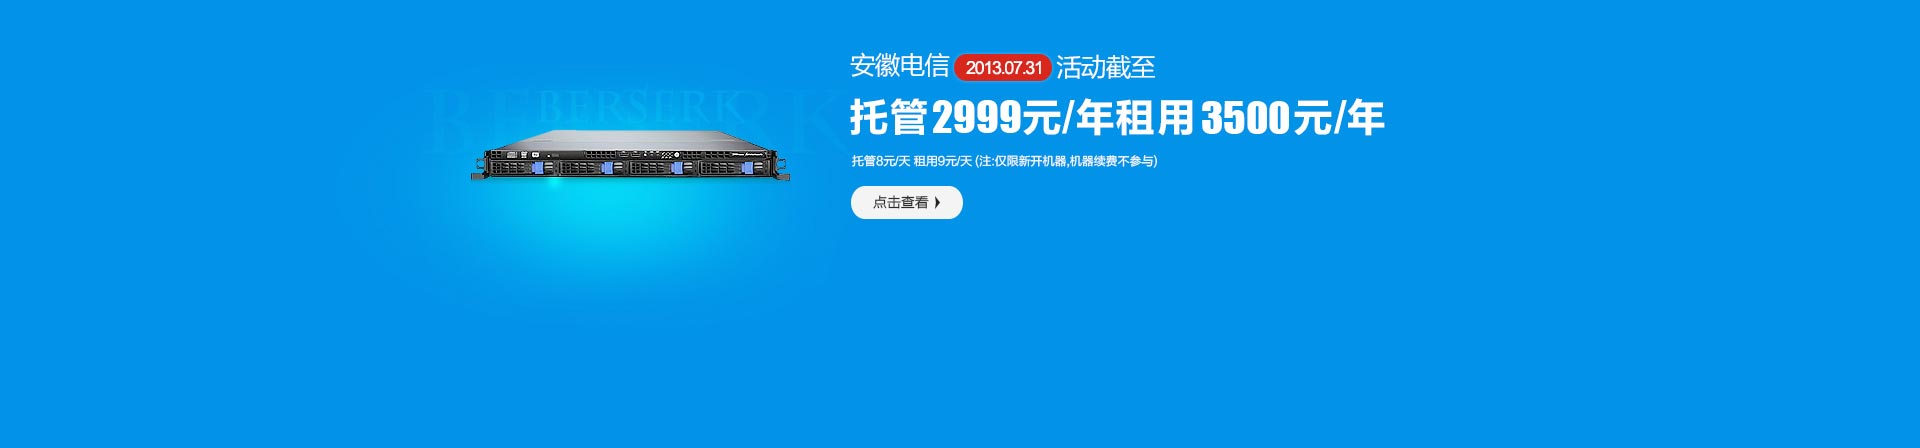 BERSERK
安徽电信 2013.07.31 活动截至
托管2999元/年租用3500元/年
托管8元/天 租用9元/天 (注:仅限新开机器,机器续费不参与)
点击查看